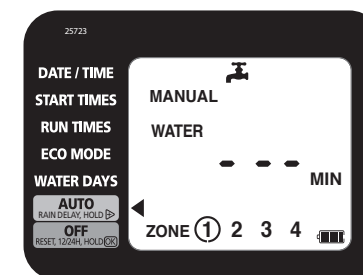 25723
DATE / TIME
START TIMES
RUN TIMES
ECO MODE
WATER DAYS
AUTO
RAIN DELAY, HOLD
OFF
RESET, 12/24H, HOLD OK
MANUAL
WATER
- - - MIN
ZONE 1 2 3 4